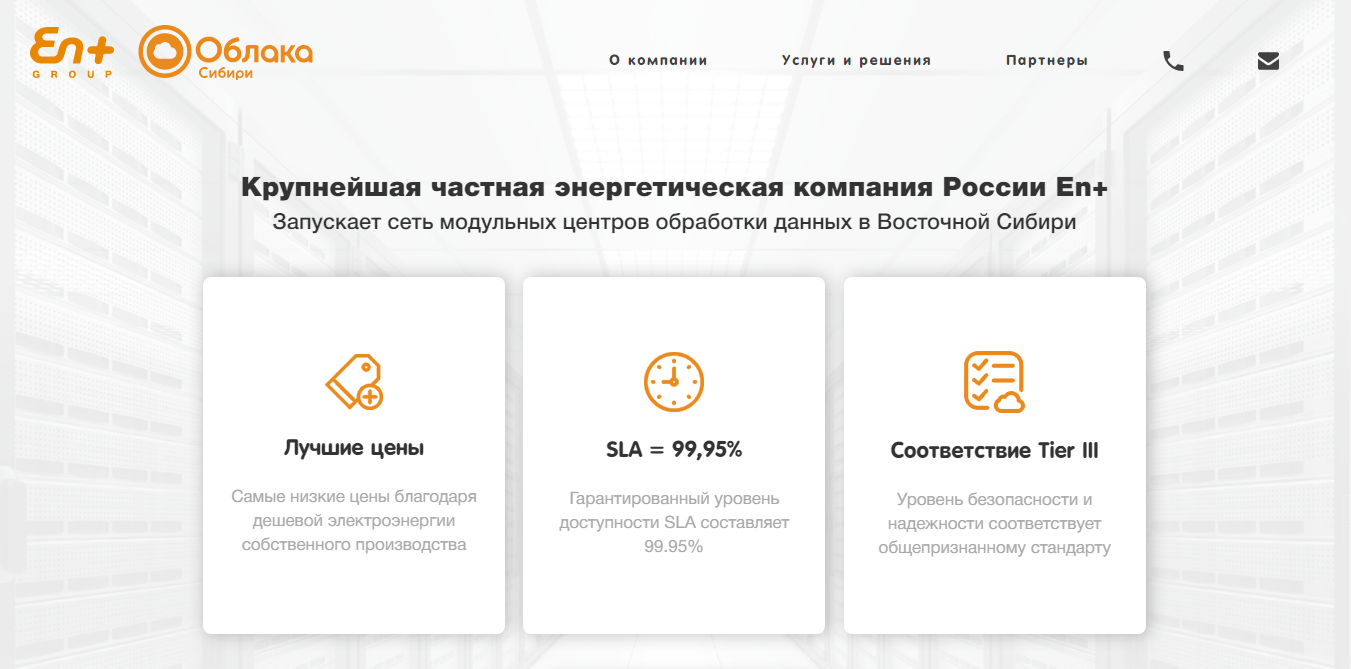 En+
GROUP
Облака
Сибири
О компании
Услуги и решения
Партнеры
Крупнейшая частная энергетическая компания России En+
Запускает сеть модульных центров обработки данных в Восточной Сибири
Лучшие цены
Самые низкие цены благодаря
дешевой электроэнергии
собственного производства
SLA = 99,95%
Гарантированный уровень
доступности SLA составляет
99.95%
Соответствие Tier III
Уровень безопасности и
надежности соответствует
общепризнанному стандарту